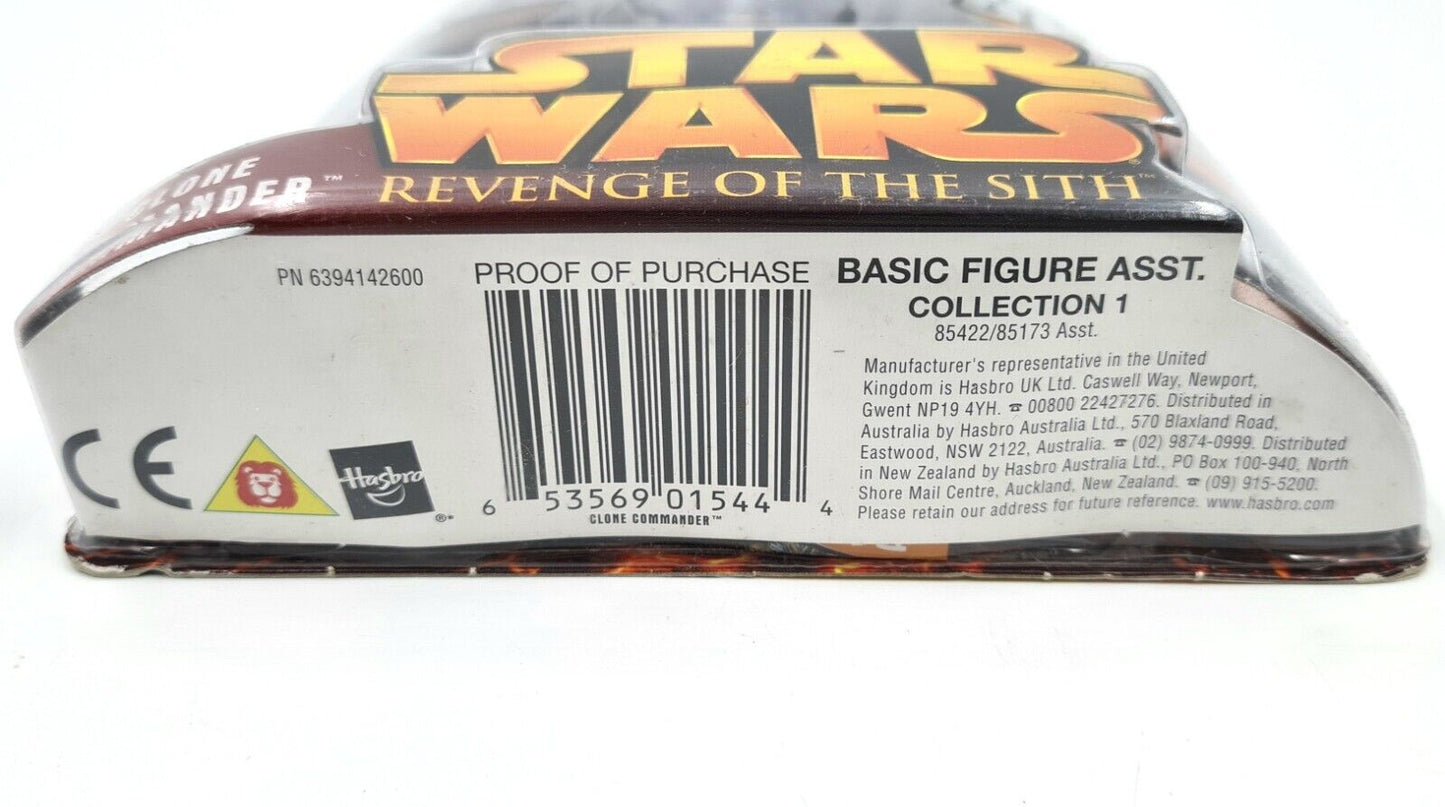 STAR
WARS
REVENGE OF THE SITH™
CLONE
COMMANDER™
PN 6394142600
PROOF OF PURCHASE
6 53569 01544 4
CLONE COMMANDER™
BASIC FIGURE ASST.
COLLECTION 1
85422/85173 Asst.
Manufacturer's representative in the United
Kingdom is Hasbro UK Ltd. Caswell Way, Newport,
Gwent NP19 4YH. ☎ 00800 22427276. Distributed in
Australia by Hasbro Australia Ltd., 570 Blaxland Road,
Eastwood, NSW 2122, Australia. ☎ (02) 9874-0999. Distributed
in New Zealand by Hasbro Australia Ltd., PO Box 100-940, North
Shore Mail Centre, Auckland, New Zealand. ☎ (09) 915-5200.
Please retain our address for future reference. www.hasbro.com
CE
Hasbro